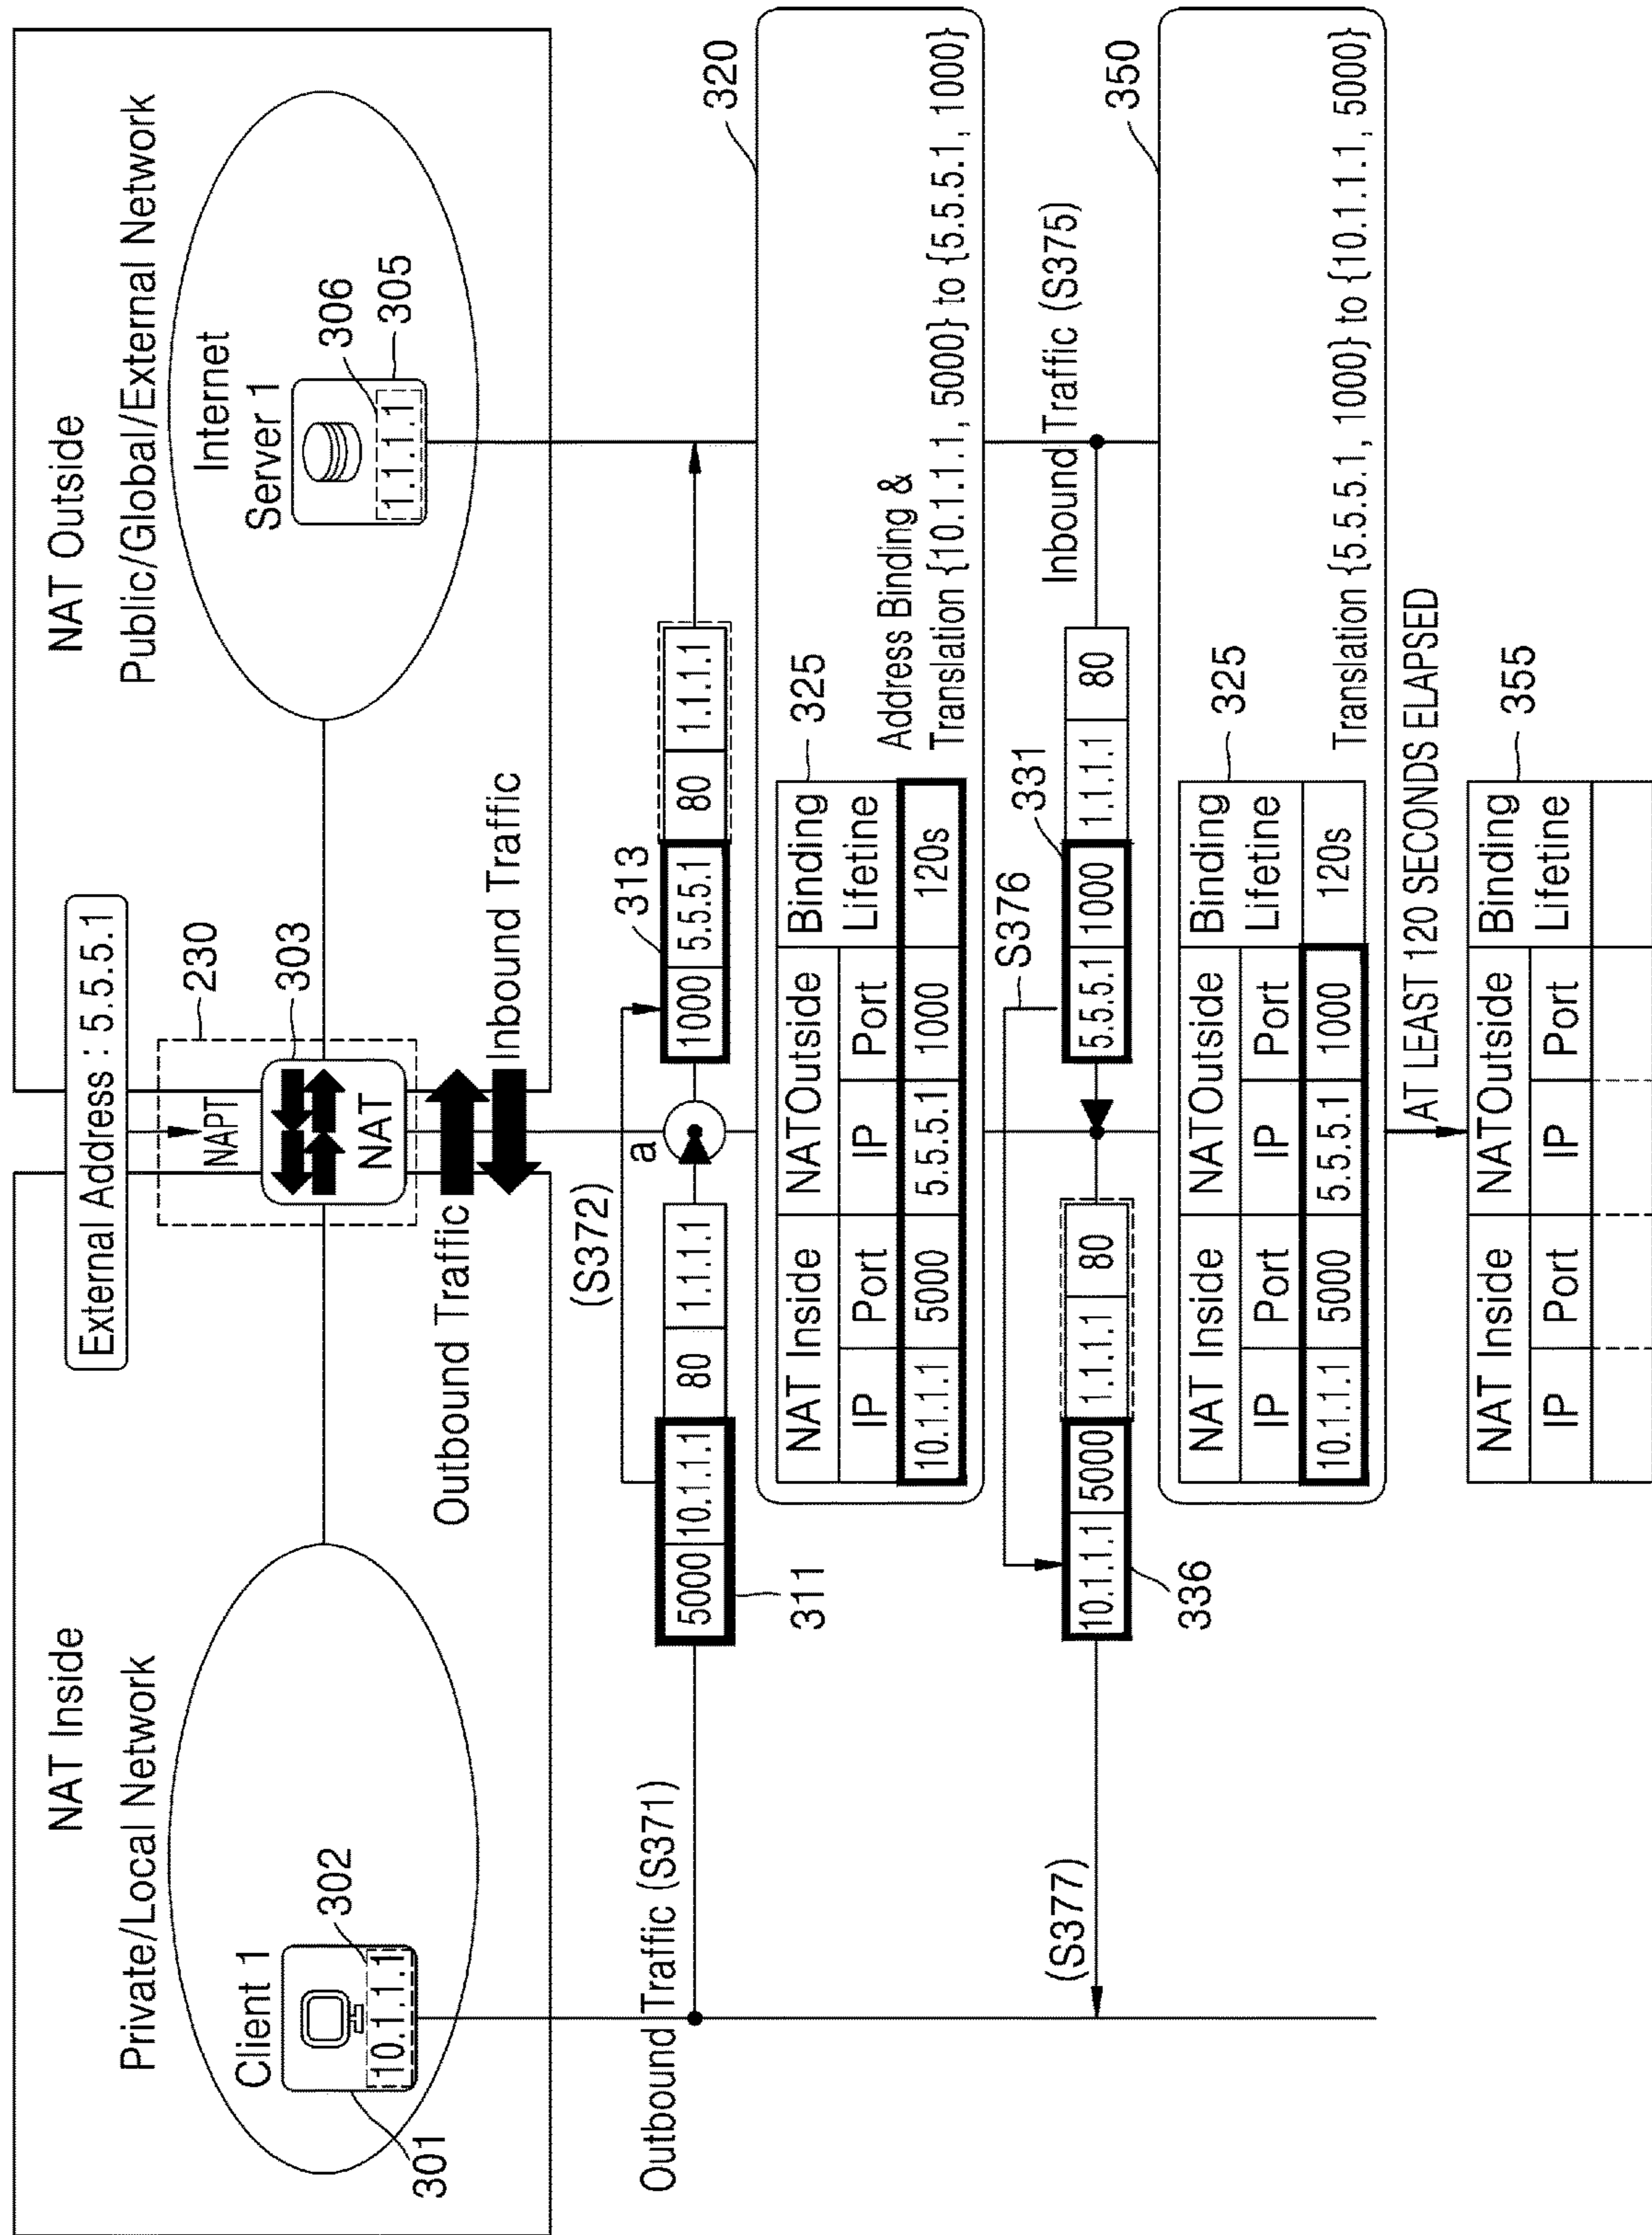 External Address : 5.5.5.1
NAT Inside
NAT Outside
Private/Local Network
Public/Global/External Network
NAPT
230
Internet
Client 1
Server 1
302
303
306
10.1.1.1
1.1.1.1
305
301
NAT
Outbound Traffic
Inbound Traffic
(S372)
a
313
Outbound Traffic (S371)
5000 10.1.1.1 80 1.1.1.1
1000 5.5.5.1 80 1.1.1.1
311
320
325
NAT Inside NATOutside Binding
IP Port IP Port Lifetine
10.1.1.1 5000 5.5.5.1 1000 120s
Address Binding &
Translation {10.1.1.1, 5000} to {5.5.5.1, 1000}
S376
331
Inbound Traffic (S375)
(S377)
10.1.1.1 5000 1.1.1.1 80
5.5.5.1 1000 1.1.1.1 80
336
350
325
NAT Inside NATOutside Binding
IP Port IP Port Lifetine
10.1.1.1 5000 5.5.5.1 1000 120s
Translation {5.5.5.1, 1000} to {10.1.1.1, 5000}
AT LEAST 120 SECONDS ELAPSED
355
NAT Inside NATOutside Binding
IP Port IP Port Lifetine